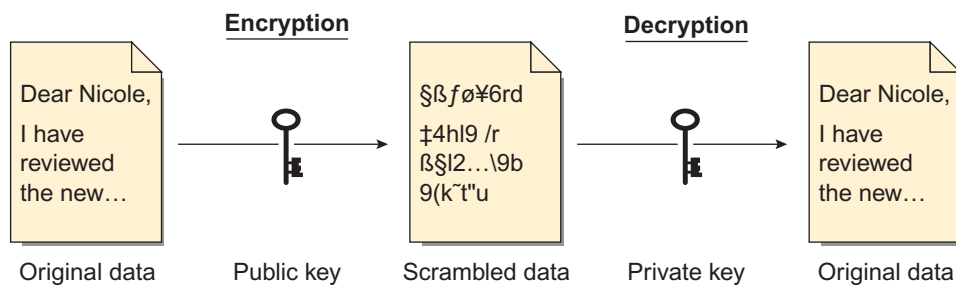 Encryption
Decryption
Dear Nicole,
I have
reviewed
the new…
§ßƒø¥6rd
‡4hl9 /r
ß§l2…\9b
9(k˜t"u
Dear Nicole,
I have
reviewed
the new…
Original data
Public key
Scrambled data
Private key
Original data